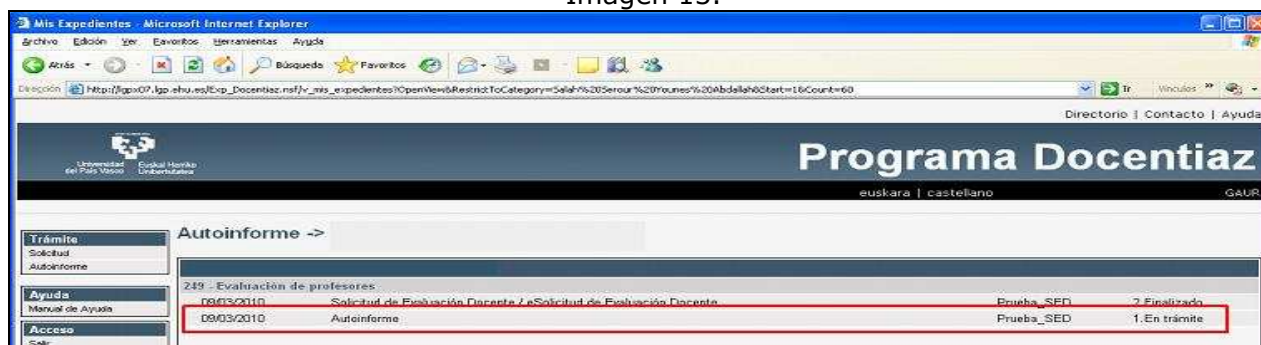 Imagen 15.
Mis Expedientes - Microsoft Internet Explorer
Archivo Edición Ver Favoritos Herramientas Ayuda
Atrás Búsqueda Favoritos
Dirección http://lgpx07.lgp.ehu.es/Exp_Docentiaz.nsf/v_mis_expedientes?OpenView&RestrictToCategory=Salah%20Serour%20Younes%20Abdallah&Start=1&Count=60 Ir Vínculos »
Directorio | Contacto | Ayuda
Universidad del País Vasco Euskal Herriko Unibertsitatea
Programa Docentiaz
euskara | castellano GAUR
Trámite
Solicitud
Autoinforme
Ayuda
Manual de Ayuda
Acceso
Salir
Autoinforme ->
249 - Evaluación de profesores
09/03/2010 Solicitud de Evaluación Docente / eSolicitud de Evaluación Docente Prueba_SED 2.Finalizado
09/03/2010 Autoinforme Prueba_SED 1.En trámite